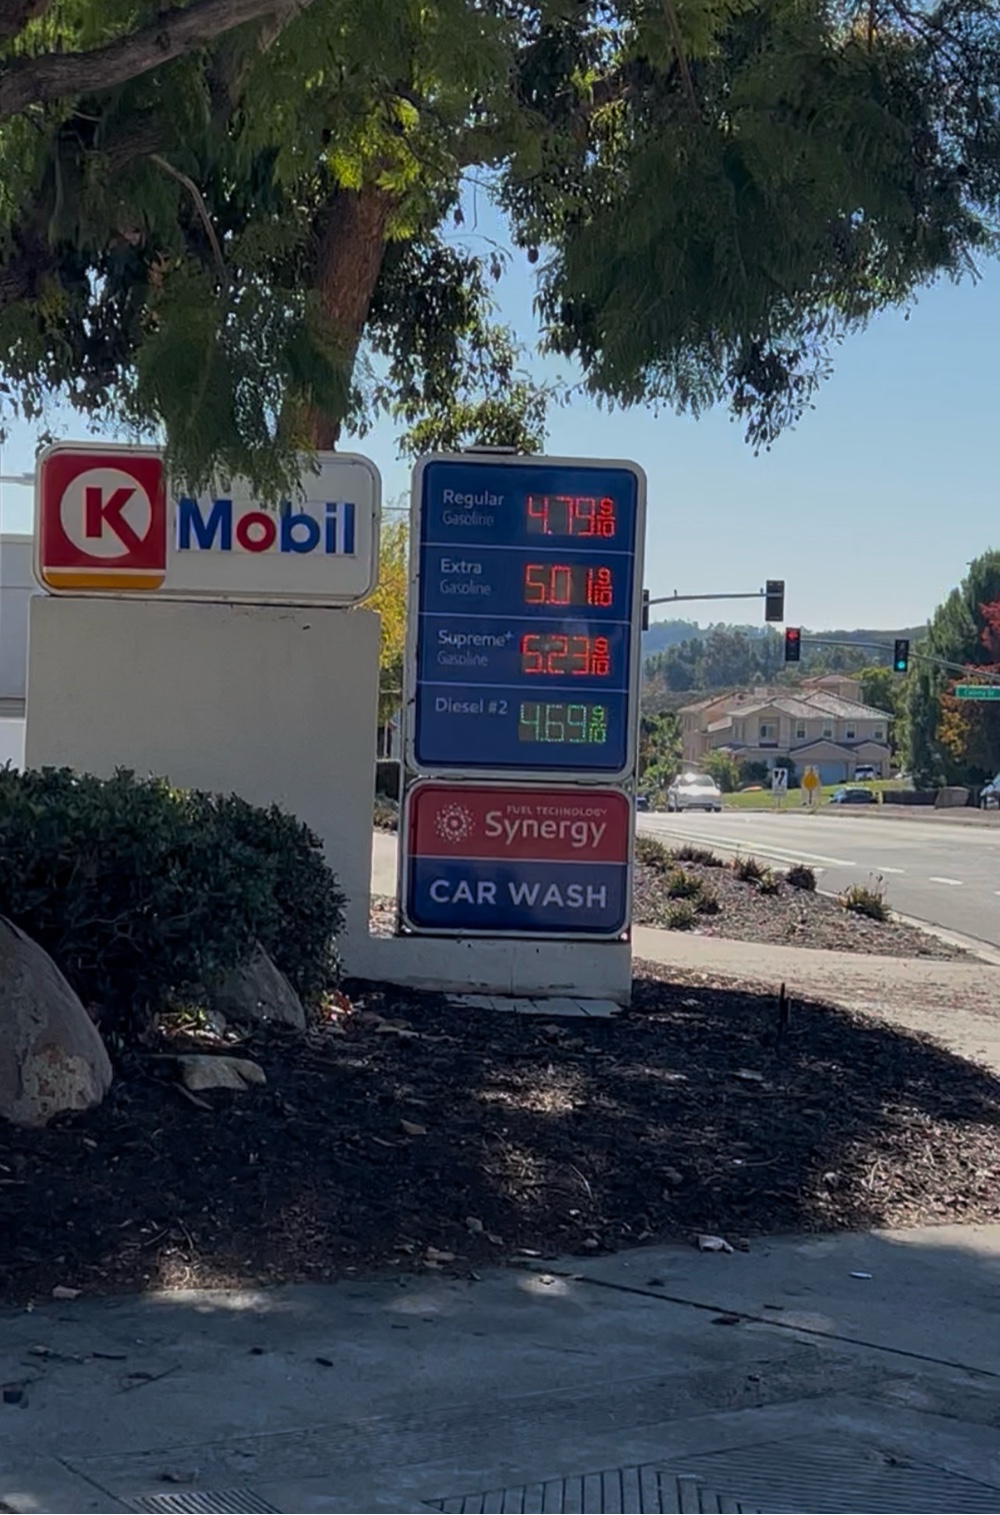 K Mobil
Regular 4.79 9/10
Gasoline
Extra 5.01 9/10
Gasoline
Supreme+ 5.23 9/10
Gasoline
Diesel #2 4.69 9/10
FUEL TECHNOLOGY
Synergy
CAR WASH